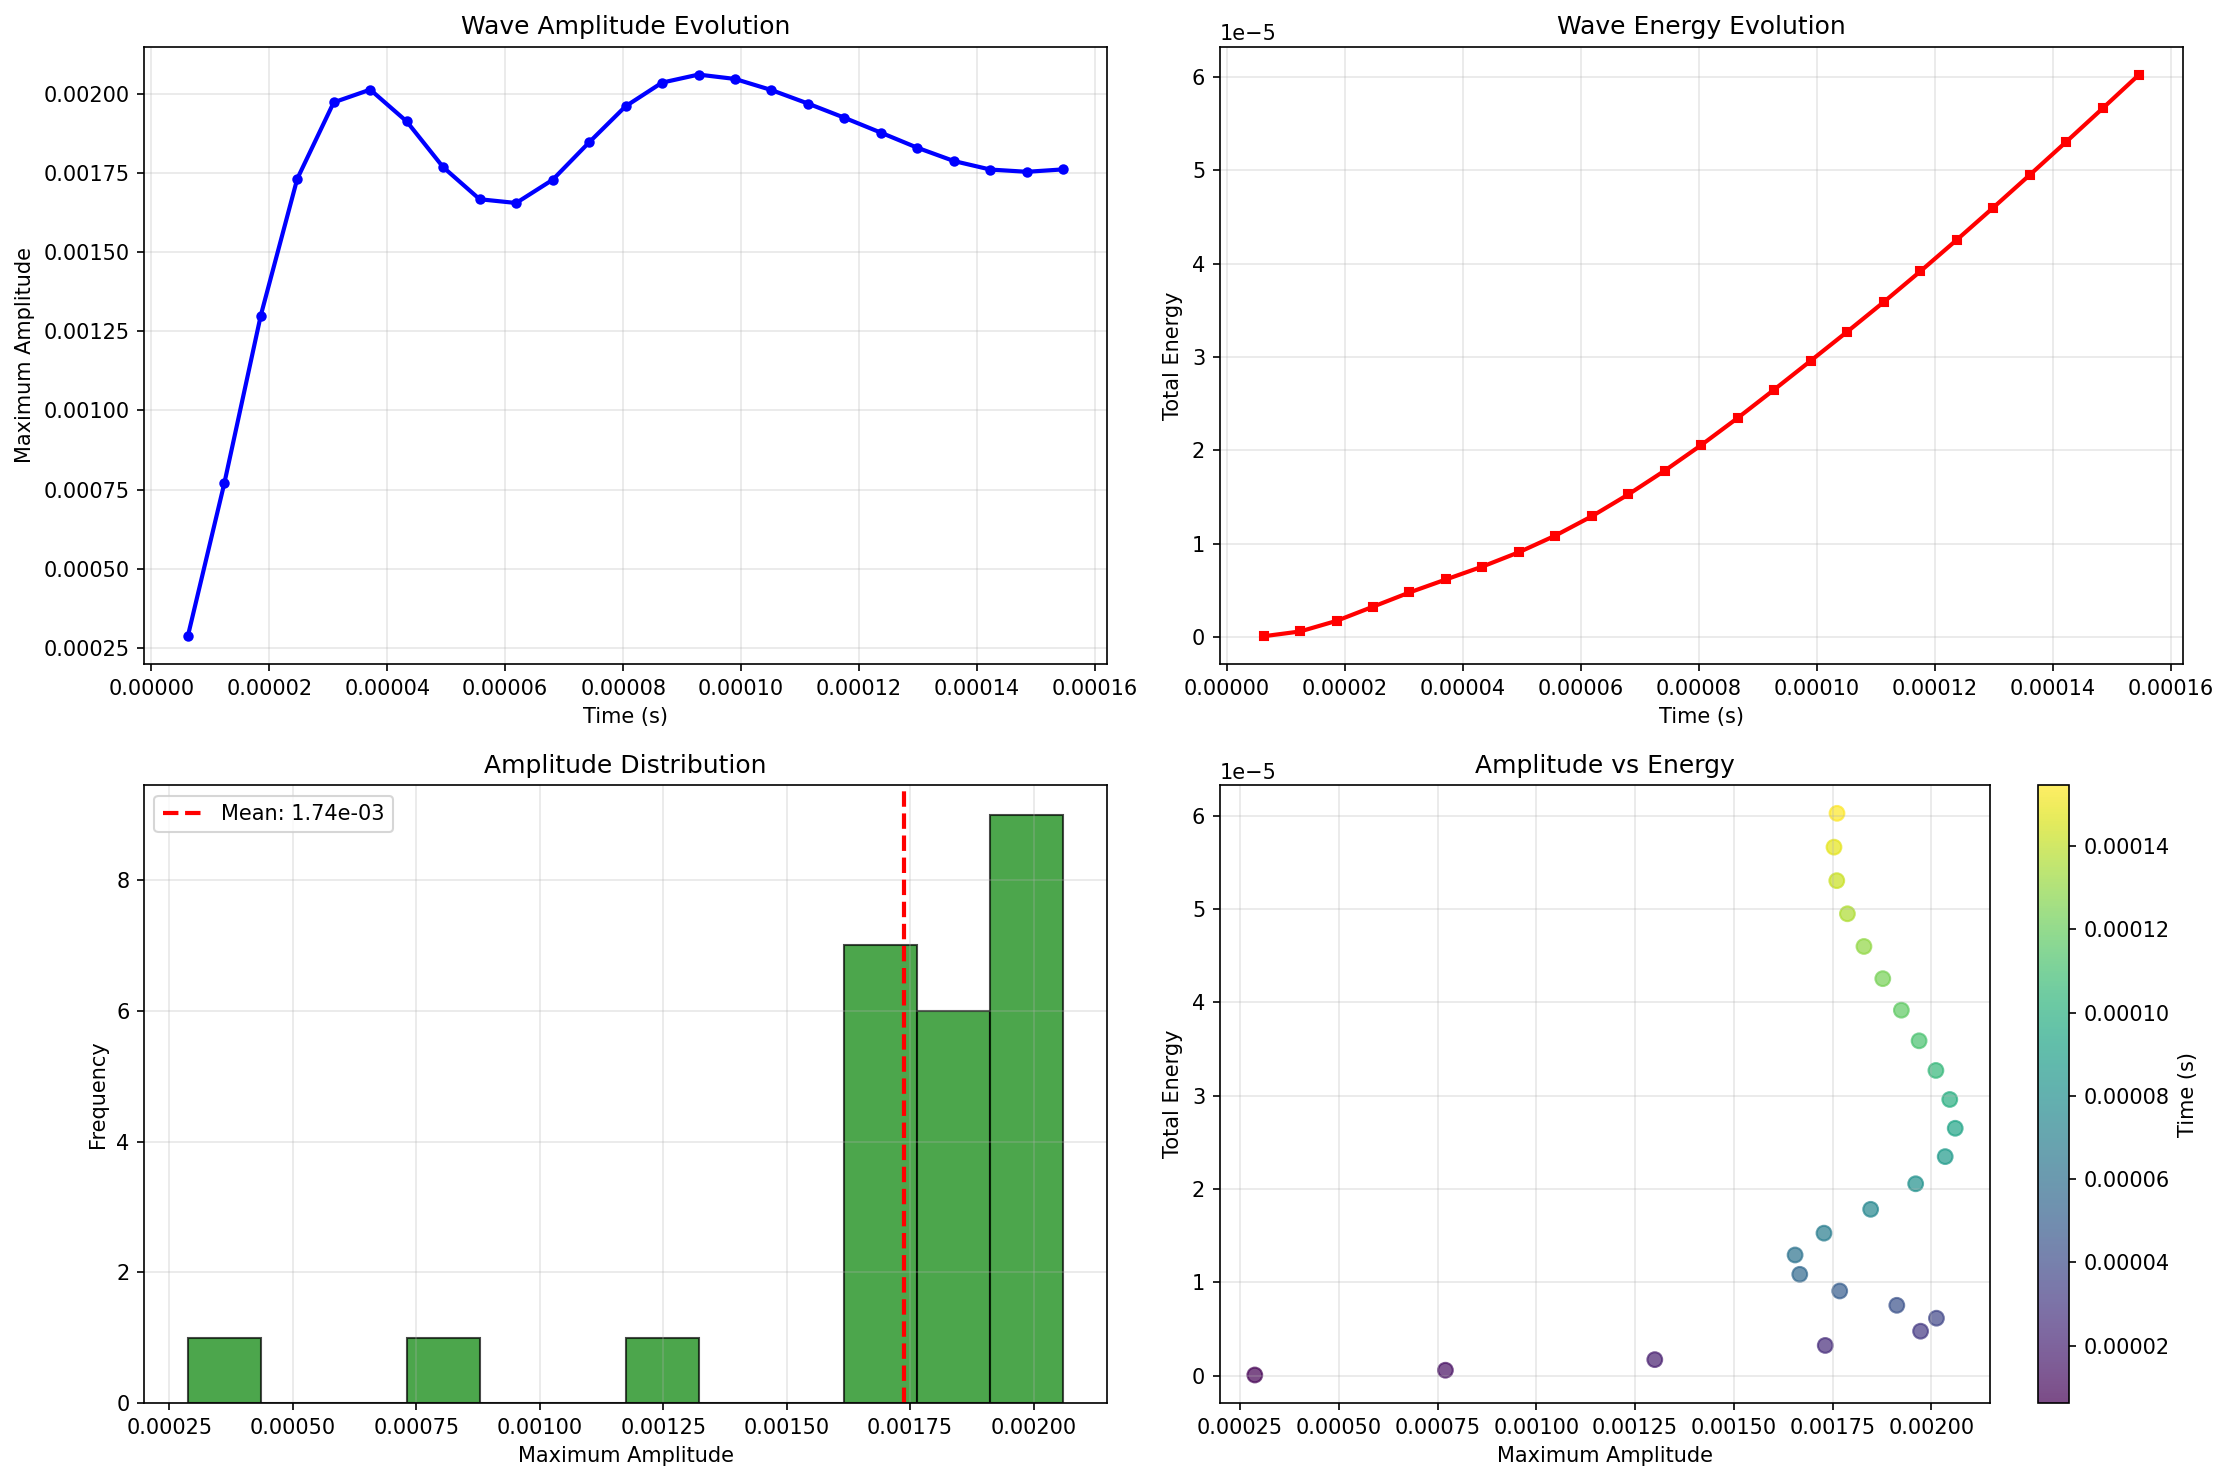 Wave Amplitude Evolution
Maximum Amplitude
0.00200
0.00175
0.00150
0.00125
0.00100
0.00075
0.00050
0.00025
0.00000 0.00002 0.00004 0.00006 0.00008 0.00010 0.00012 0.00014 0.00016
Time (s)
Wave Energy Evolution
1e−5
Total Energy
6
5
4
3
2
1
0
0.00000 0.00002 0.00004 0.00006 0.00008 0.00010 0.00012 0.00014 0.00016
Time (s)
Amplitude Distribution
Mean: 1.74e-03
Frequency
8
6
4
2
0
0.00025 0.00050 0.00075 0.00100 0.00125 0.00150 0.00175 0.00200
Maximum Amplitude
Amplitude vs Energy
1e−5
Total Energy
6
5
4
3
2
1
0
0.00025 0.00050 0.00075 0.00100 0.00125 0.00150 0.00175 0.00200
Maximum Amplitude
0.00014
0.00012
0.00010
0.00008
0.00006
0.00004
0.00002
Time (s)